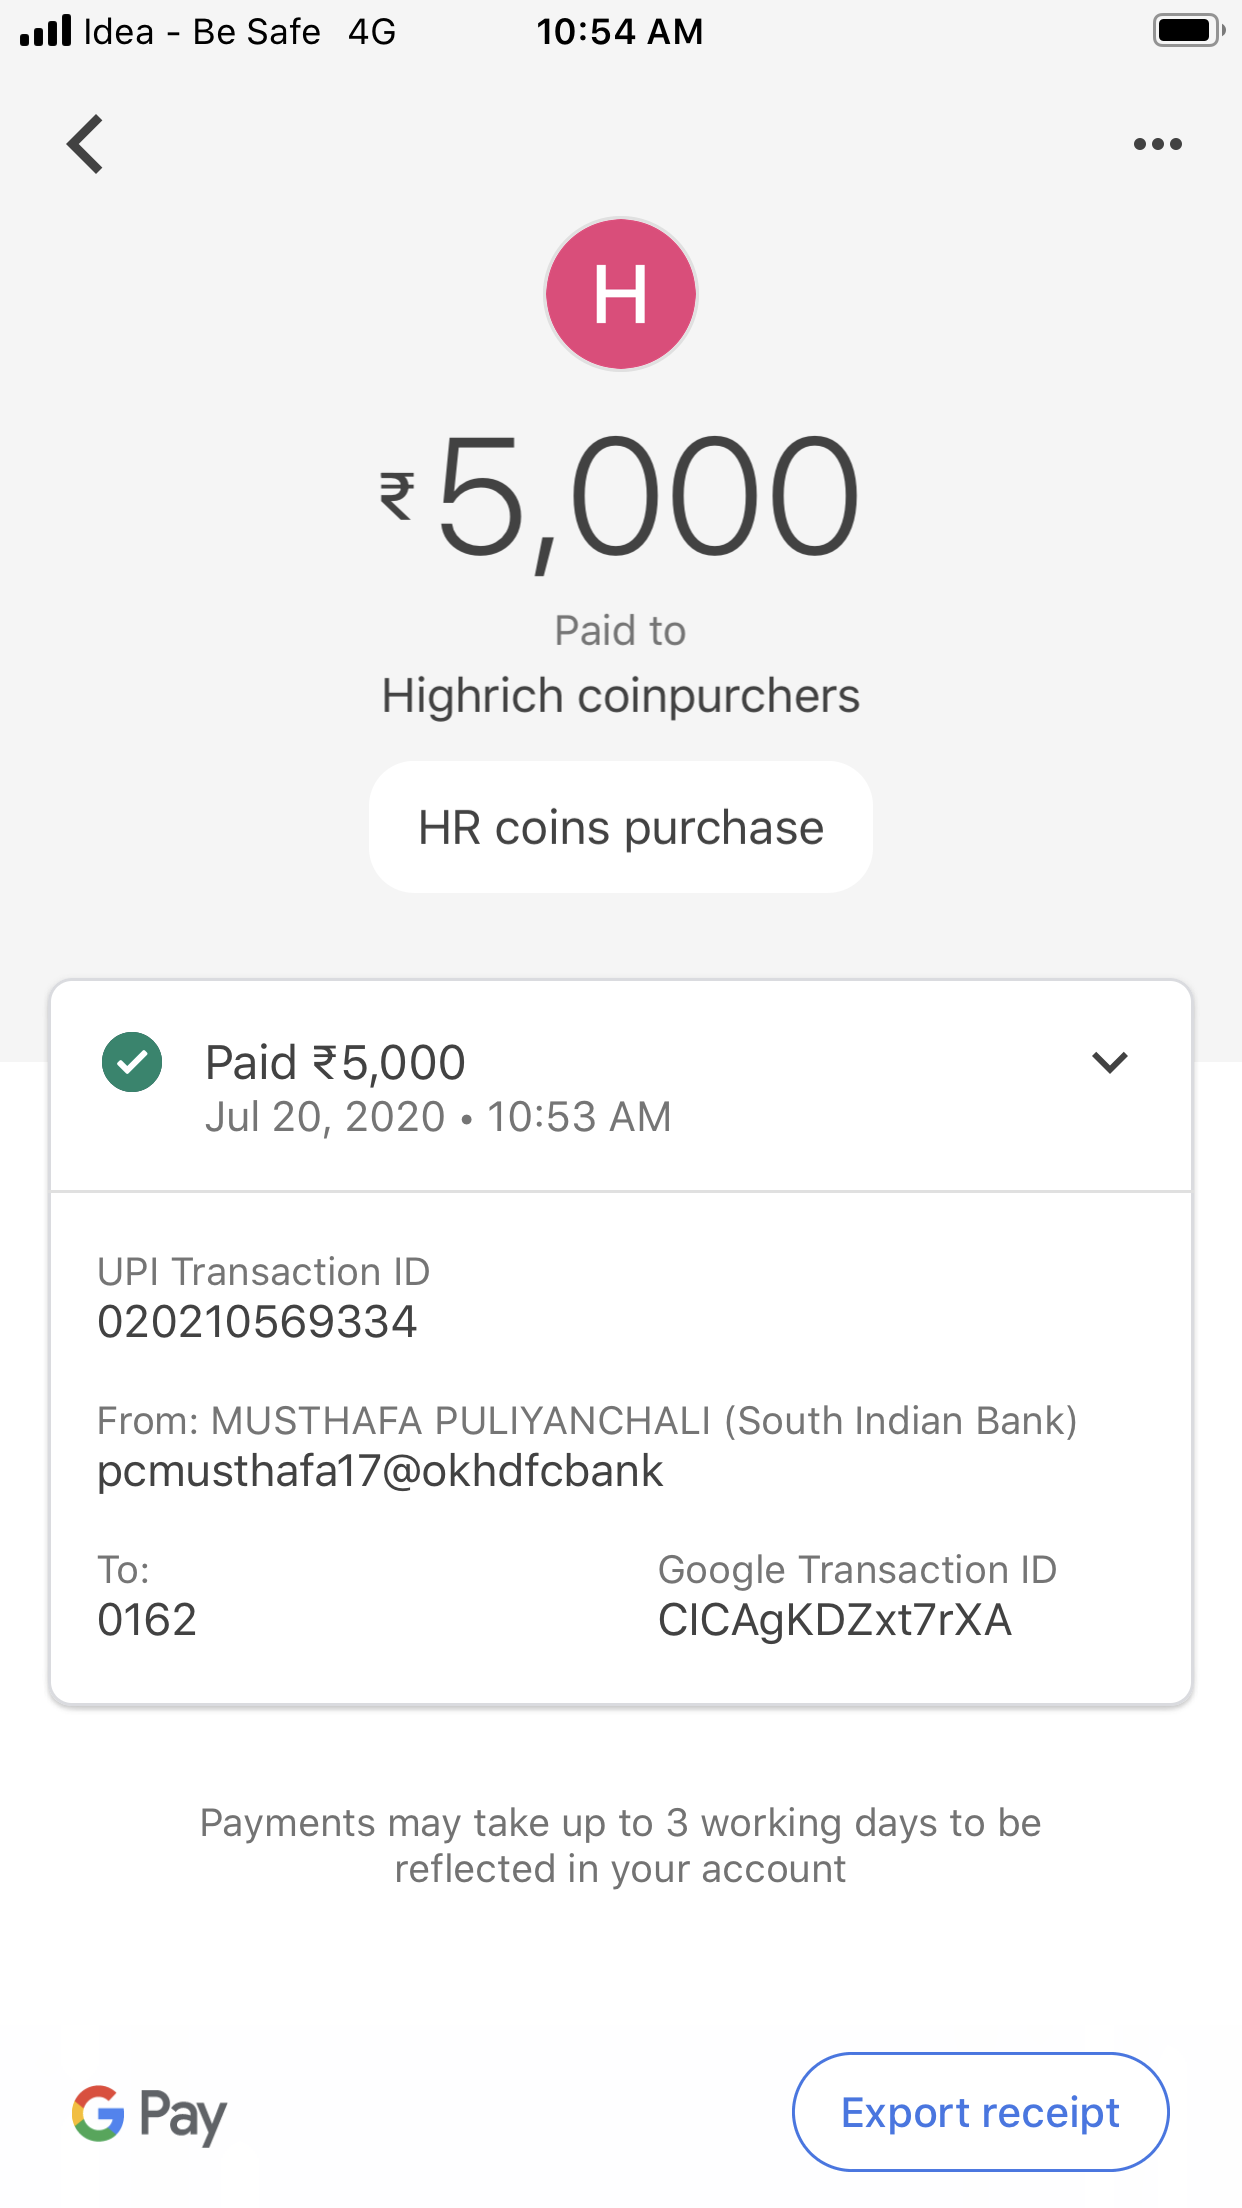 Idea - Be Safe 4G 10:54 AM
H
₹5,000
Paid to
Highrich coinpurchers
HR coins purchase
Paid ₹5,000
Jul 20, 2020 • 10:53 AM
UPI Transaction ID
020210569334
From: MUSTHAFA PULIYANCHALI (South Indian Bank)
pcmusthafa17@okhdfcbank
To:
0162
Google Transaction ID
CICAgKDZxt7rXA
Payments may take up to 3 working days to be
reflected in your account
G Pay
Export receipt